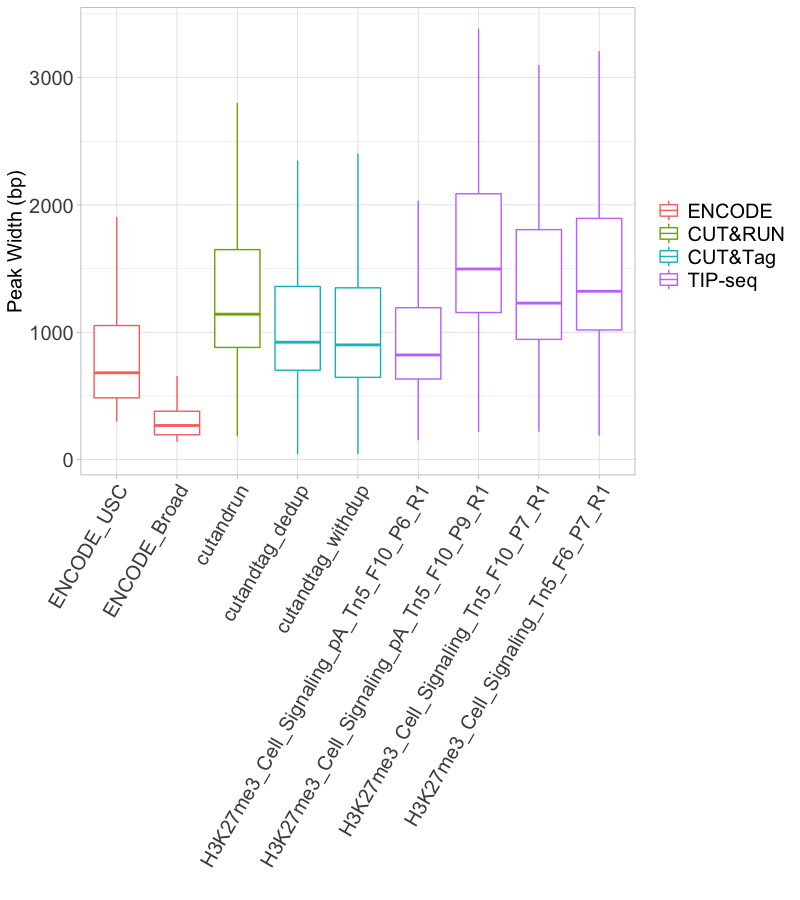 Peak Width (bp)
3000
2000
1000
0
ENCODE_USC
ENCODE_Broad
cutandrun
cutandtag_dedup
cutandtag_withdup
H3K27me3_Cell_Signaling_pA_Tn5_F10_P6_R1
H3K27me3_Cell_Signaling_pA_Tn5_F10_P9_R1
H3K27me3_Cell_Signaling_Tn5_F10_P7_R1
H3K27me3_Cell_Signaling_Tn5_F6_P7_R1
ENCODE
CUT&RUN
CUT&Tag
TIP-seq